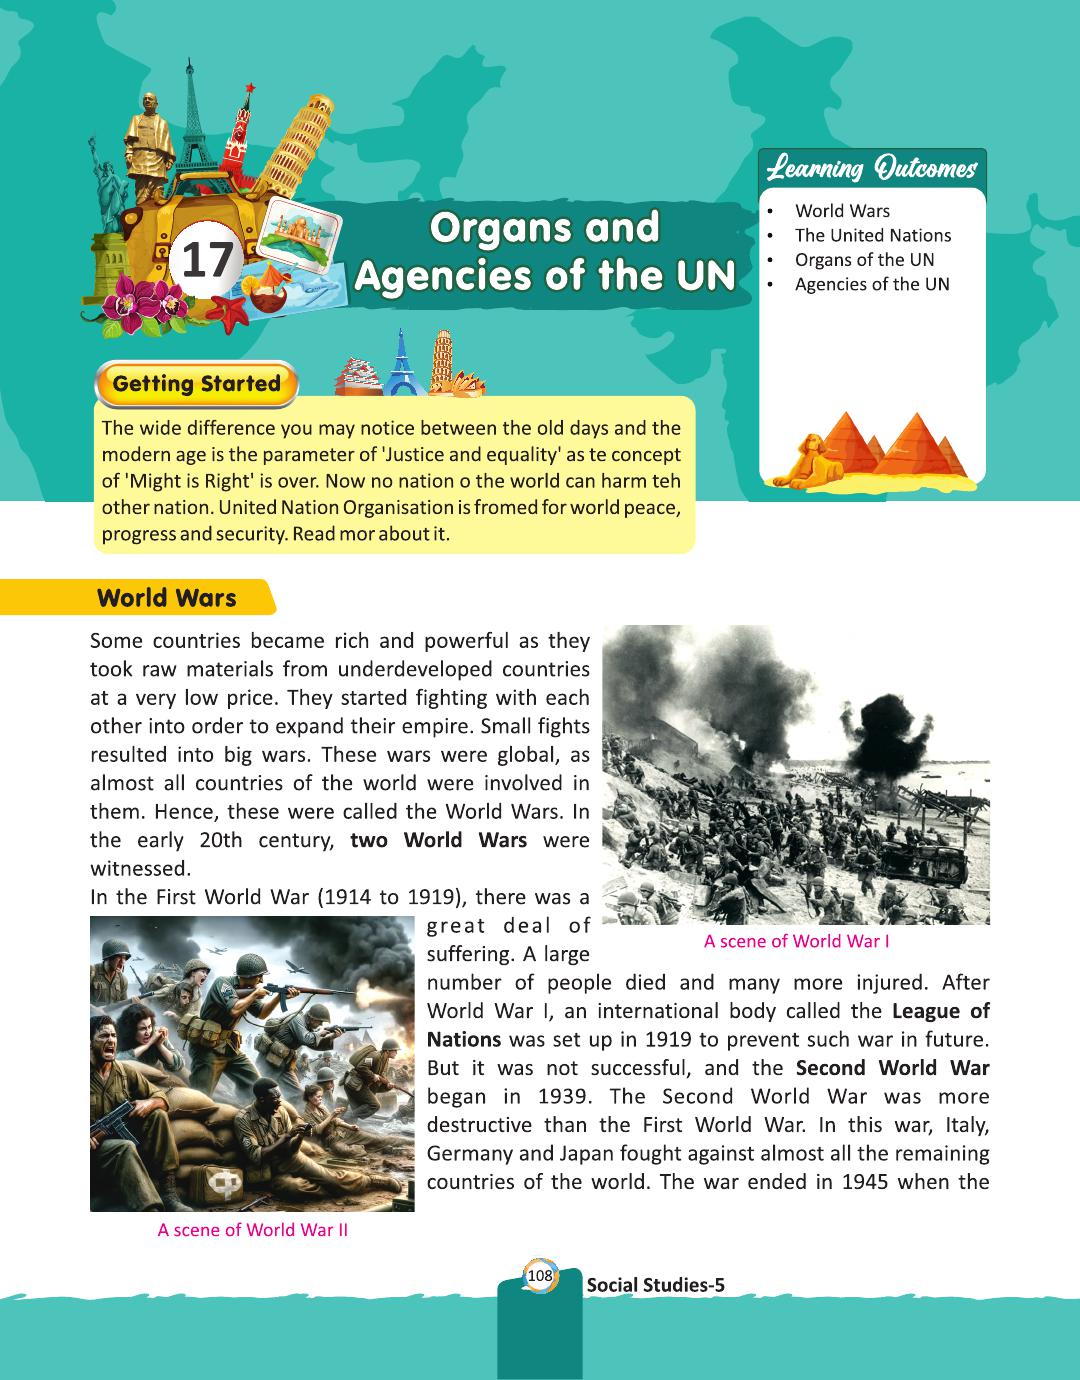 17
Organs and
Agencies of the UN
Learning Outcomes
• World Wars
• The United Nations
• Organs of the UN
• Agencies of the UN
Getting Started
The wide difference you may notice between the old days and the
modern age is the parameter of 'Justice and equality' as te concept
of 'Might is Right' is over. Now no nation o the world can harm teh
other nation. United Nation Organisation is fromed for world peace,
progress and security. Read mor about it.
World Wars
Some countries became rich and powerful as they
took raw materials from underdeveloped countries
at a very low price. They started fighting with each
other into order to expand their empire. Small fights
resulted into big wars. These wars were global, as
almost all countries of the world were involved in
them. Hence, these were called the World Wars. In
the early 20th century, two World Wars were
witnessed.
In the First World War (1914 to 1919), there was a
great deal of
suffering. A large
number of people died and many more injured. After
World War I, an international body called the League of
Nations was set up in 1919 to prevent such war in future.
But it was not successful, and the Second World War
began in 1939. The Second World War was more
destructive than the First World War. In this war, Italy,
Germany and Japan fought against almost all the remaining
countries of the world. The war ended in 1945 when the
A scene of World War I
A scene of World War II
108
Social Studies-5